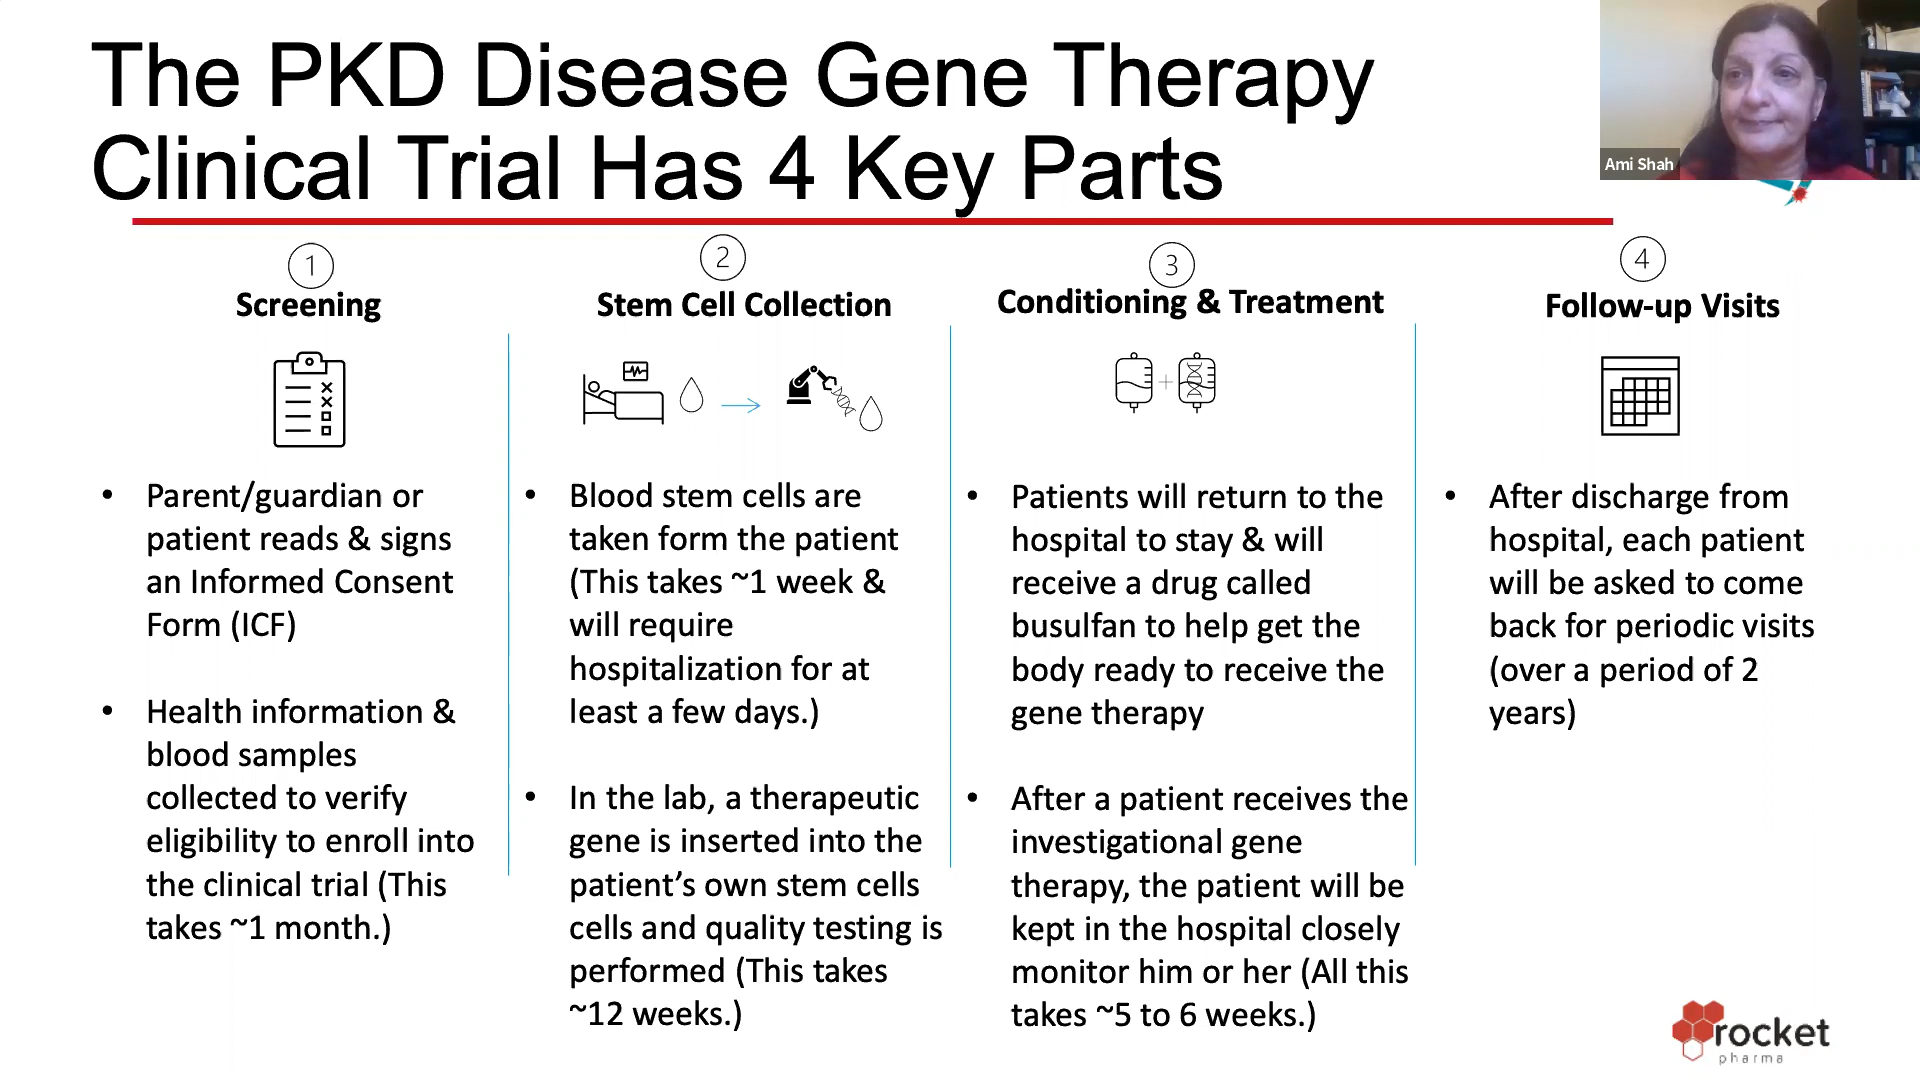 The PKD Disease Gene Therapy
Clinical Trial Has 4 Key Parts
Ami Shah
1
Screening
• Parent/guardian or
patient reads & signs
an Informed Consent
Form (ICF)
• Health information &
blood samples
collected to verify
eligibility to enroll into
the clinical trial (This
takes ~1 month.)
2
Stem Cell Collection
• Blood stem cells are
taken form the patient
(This takes ~1 week &
will require
hospitalization for at
least a few days.)
• In the lab, a therapeutic
gene is inserted into the
patient’s own stem cells
cells and quality testing is
performed (This takes
~12 weeks.)
3
Conditioning & Treatment
• Patients will return to the
hospital to stay & will
receive a drug called
busulfan to help get the
body ready to receive the
gene therapy
• After a patient receives the
investigational gene
therapy, the patient will be
kept in the hospital closely
monitor him or her (All this
takes ~5 to 6 weeks.)
4
Follow-up Visits
• After discharge from
hospital, each patient
will be asked to come
back for periodic visits
(over a period of 2
years)
rocket
pharma